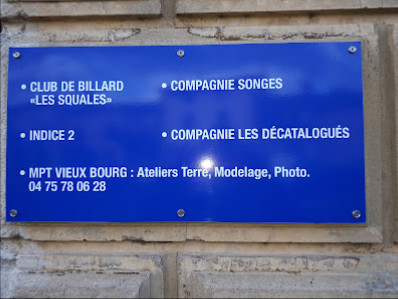 • CLUB DE BILLARD
«LES SQUALES»
• COMPAGNIE SONGES
• INDICE 2
• COMPAGNIE LES DÉCATALOGUÉS
• MPT VIEUX BOURG : Ateliers Terre, Modelage, Photo.
04 75 78 06 28